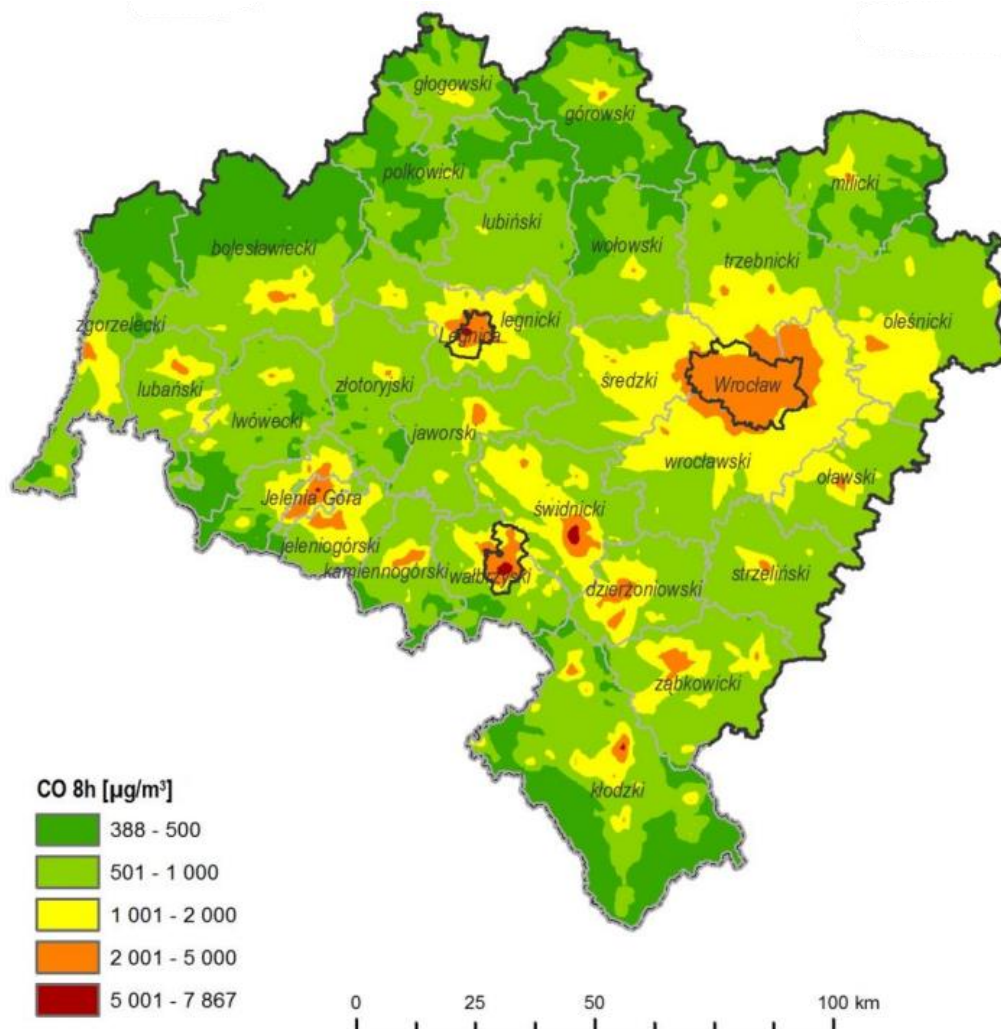 głogowski
górowski
polkowicki
milicki
lubiński
bolesławiecki
wołowski
trzebnicki
zgorzelecki
legnicki
Legnica
oleśnicki
lubański
złotoryjski
średzki
Wrocław
lwówecki
jaworski
wrocławski
oławski
Jelenia Góra
świdnicki
jeleniogórski
kamiennogórski
wałbrzyski
dzierżoniowski
strzeliński
ząbkowicki
kłodzki
CO 8h [µg/m³]
388 - 500
501 - 1 000
1 001 - 2 000
2 001 - 5 000
5 001 - 7 867
0 25 50 100 km